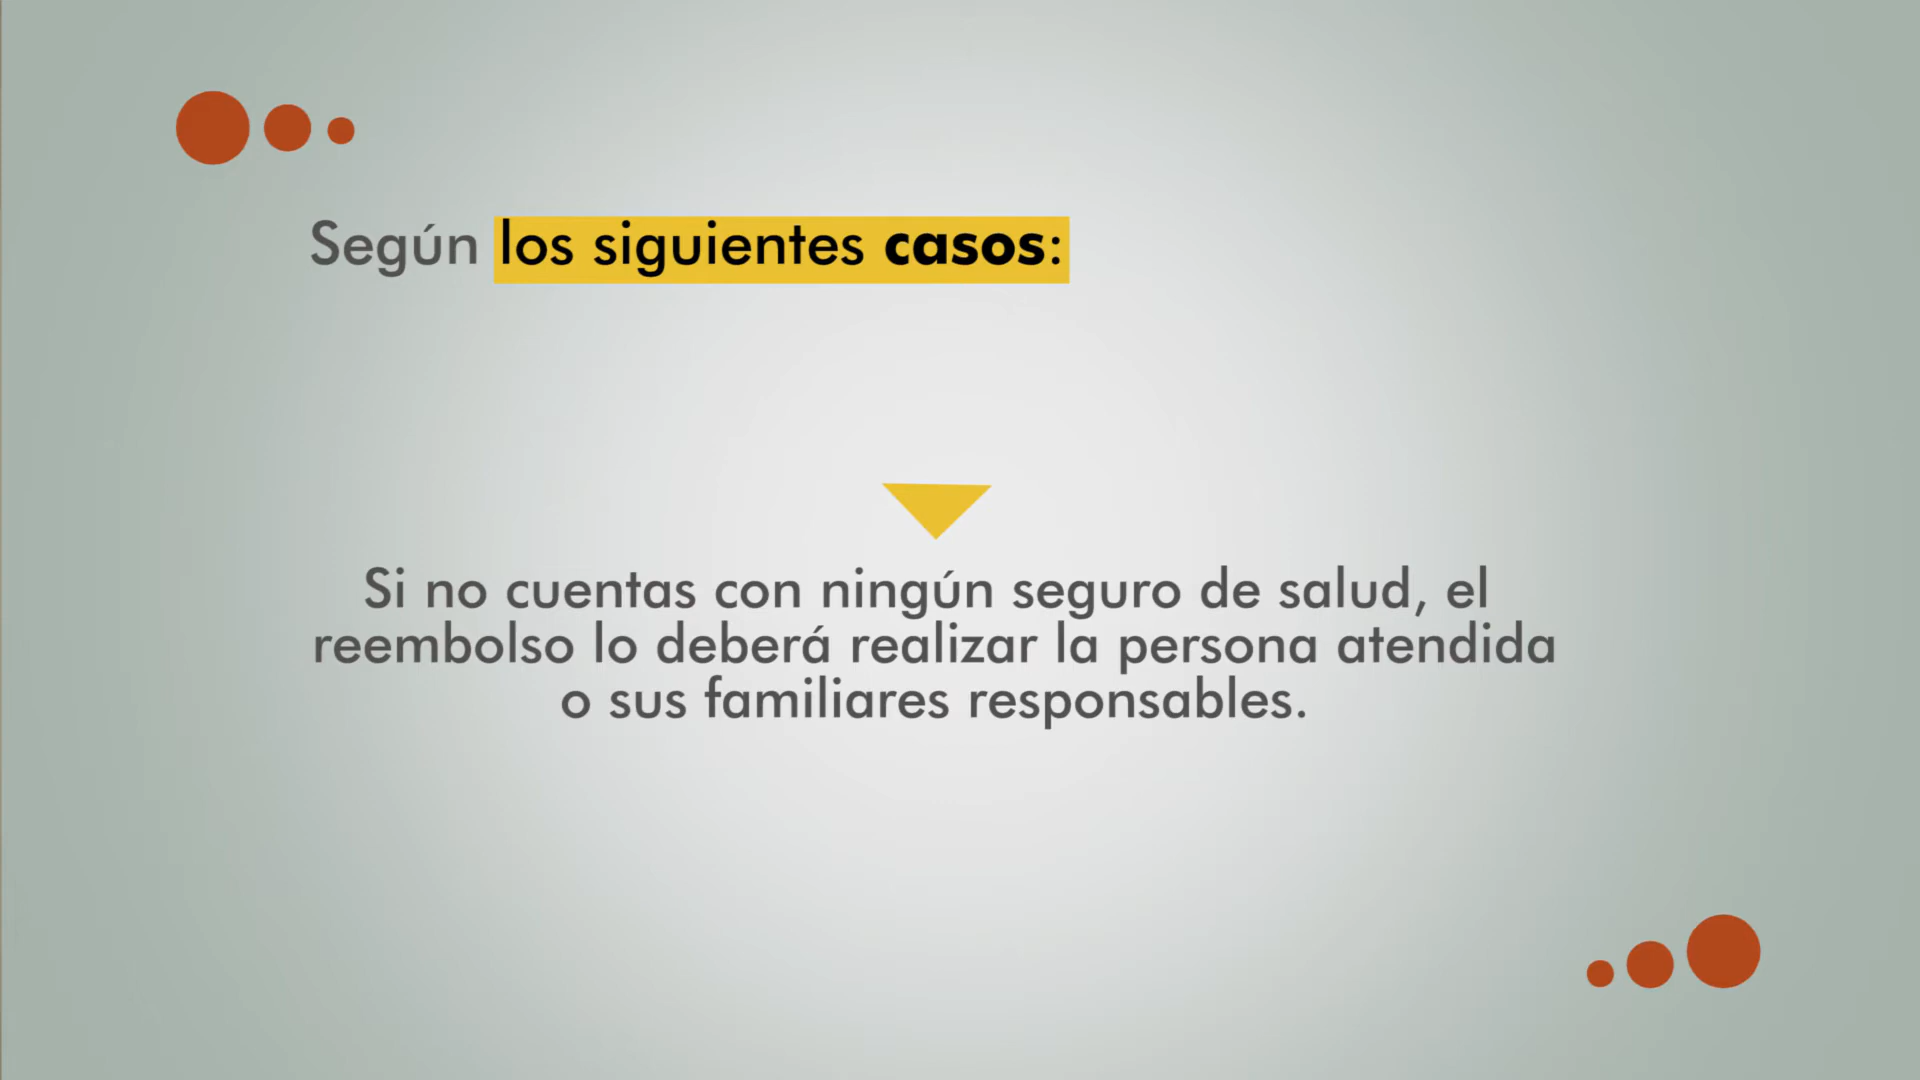 Según los siguientes casos:
Si no cuentas con ningún seguro de salud, el
reembolso lo deberá realizar la persona atendida
o sus familiares responsables.